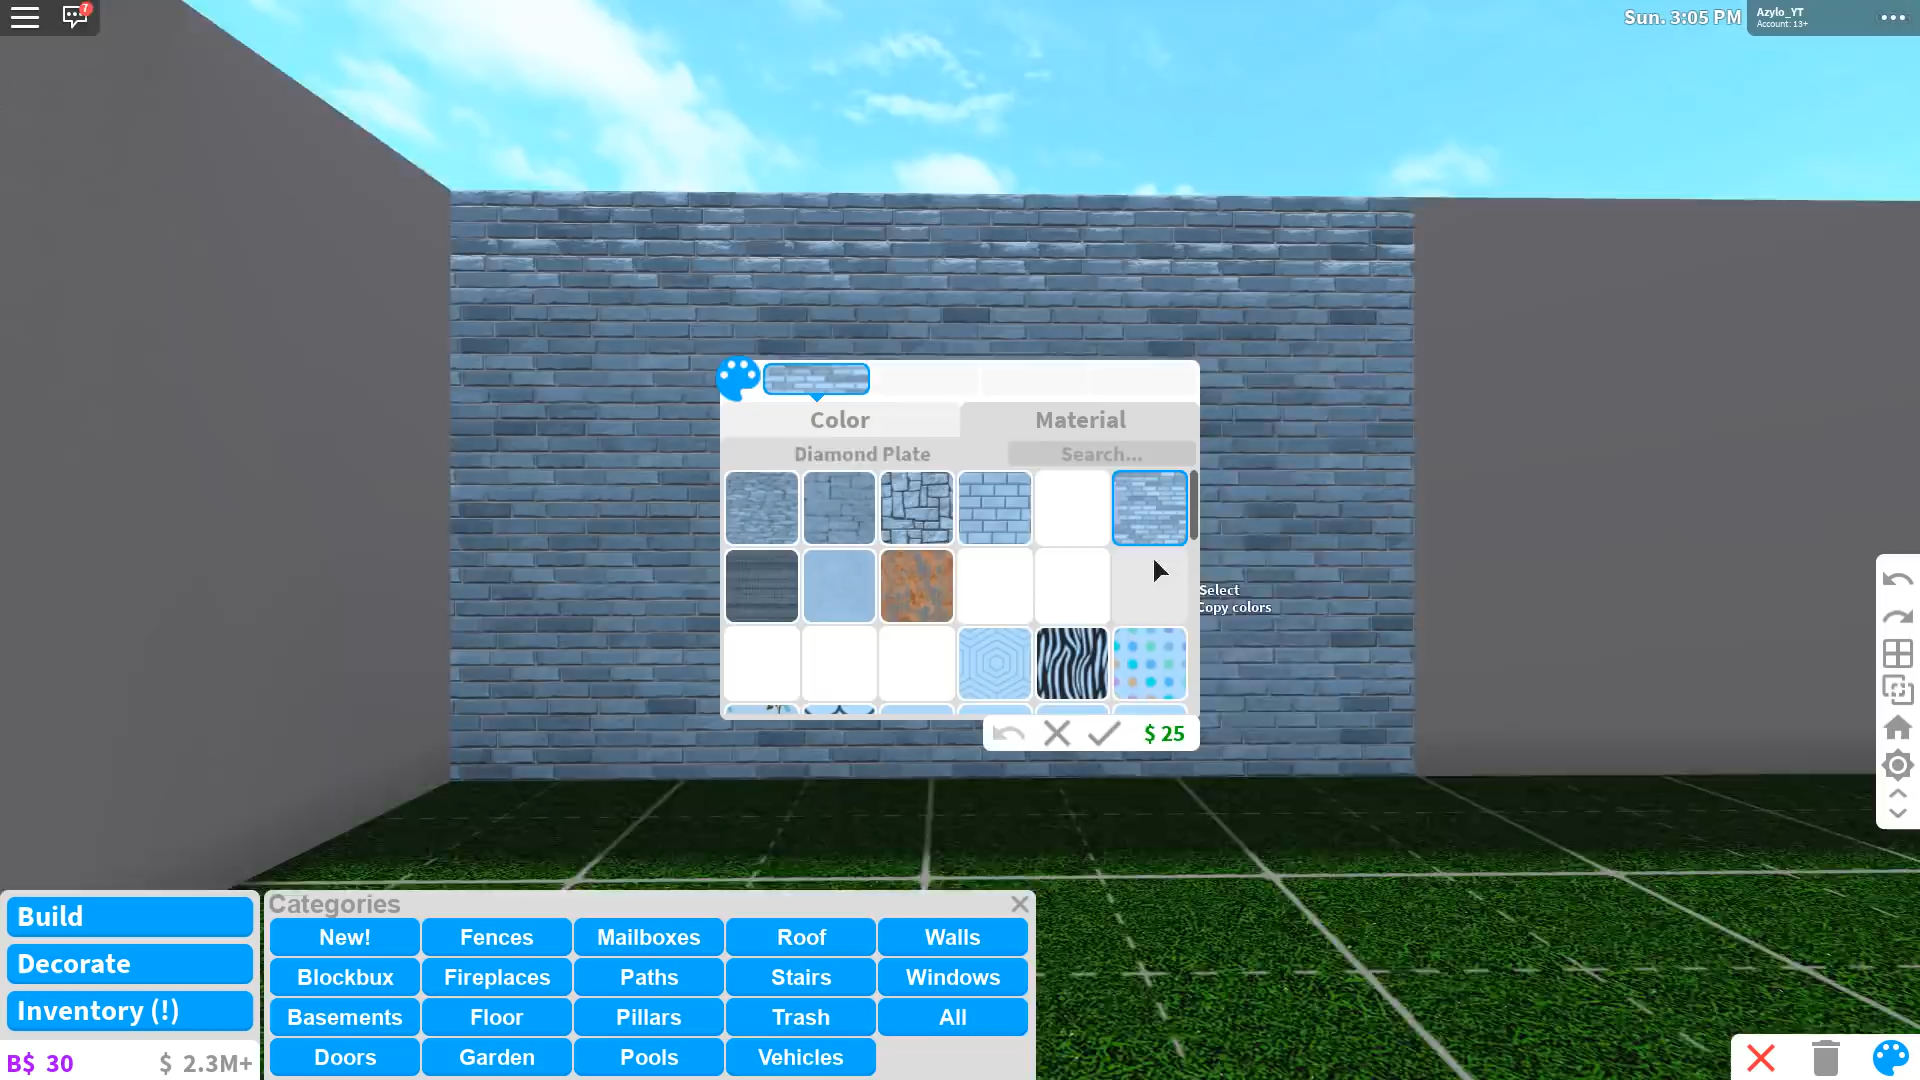 7
Sun. 3:05 PM
Azylo_YT
Account: 13+
Color
Material
Diamond Plate
Search...
Select
Copy colors
$ 25
Build
Decorate
Inventory (!)
B$ 30
$ 2.3M+
Categories
New!
Fences
Mailboxes
Roof
Walls
Blockbux
Fireplaces
Paths
Stairs
Windows
Basements
Floor
Pillars
Trash
All
Doors
Garden
Pools
Vehicles